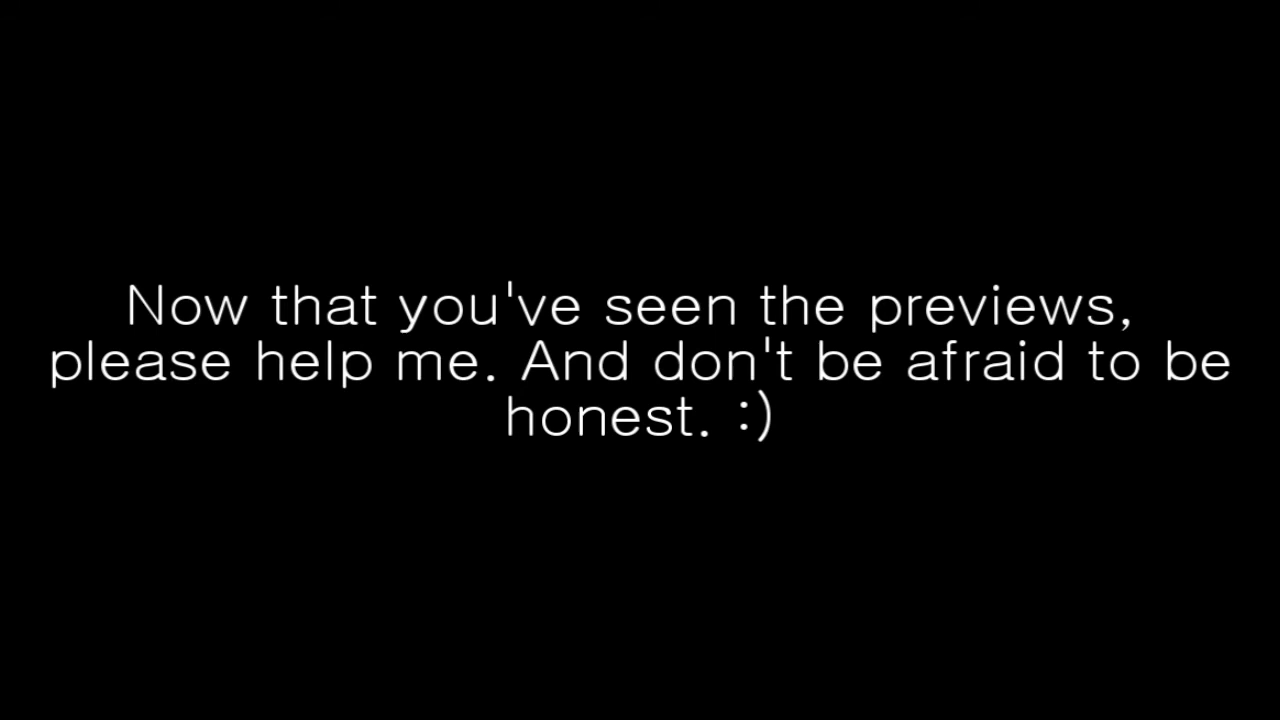 Now that you've seen the previews,
please help me. And don't be afraid to be
honest. :)